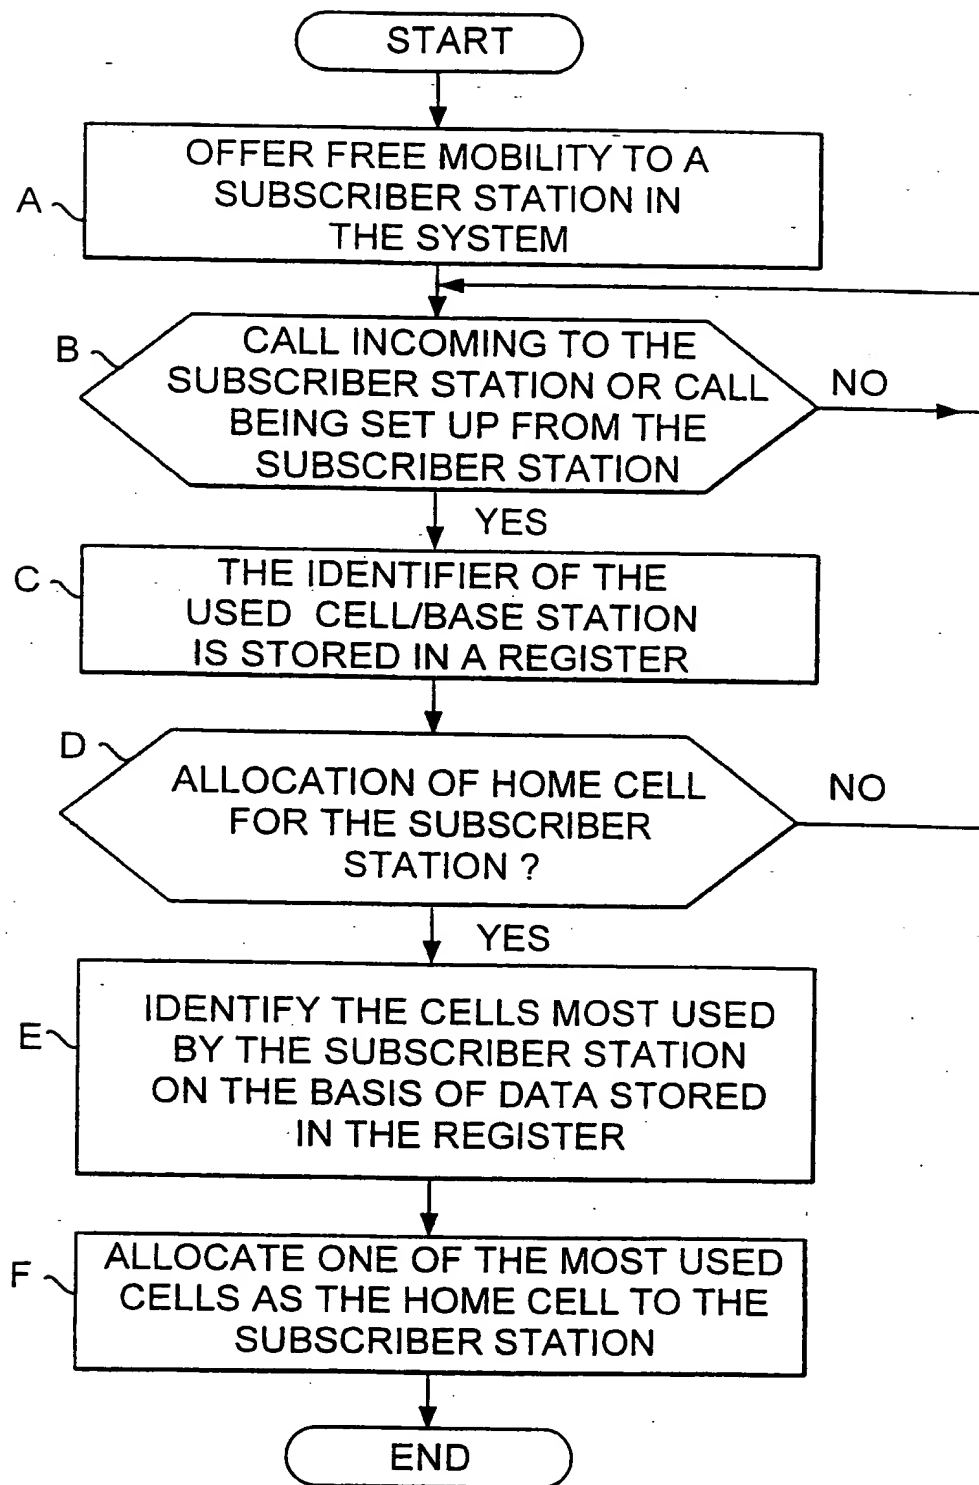 START
A
OFFER FREE MOBILITY TO A
SUBSCRIBER STATION IN
THE SYSTEM
B
CALL INCOMING TO THE
SUBSCRIBER STATION OR CALL
BEING SET UP FROM THE
SUBSCRIBER STATION
NO
YES
C
THE IDENTIFIER OF THE
USED CELL/BASE STATION
IS STORED IN A REGISTER
D
ALLOCATION OF HOME CELL
FOR THE SUBSCRIBER
STATION ?
NO
YES
E
IDENTIFY THE CELLS MOST USED
BY THE SUBSCRIBER STATION
ON THE BASIS OF DATA STORED
IN THE REGISTER
F
ALLOCATE ONE OF THE MOST USED
CELLS AS THE HOME CELL TO THE
SUBSCRIBER STATION
END